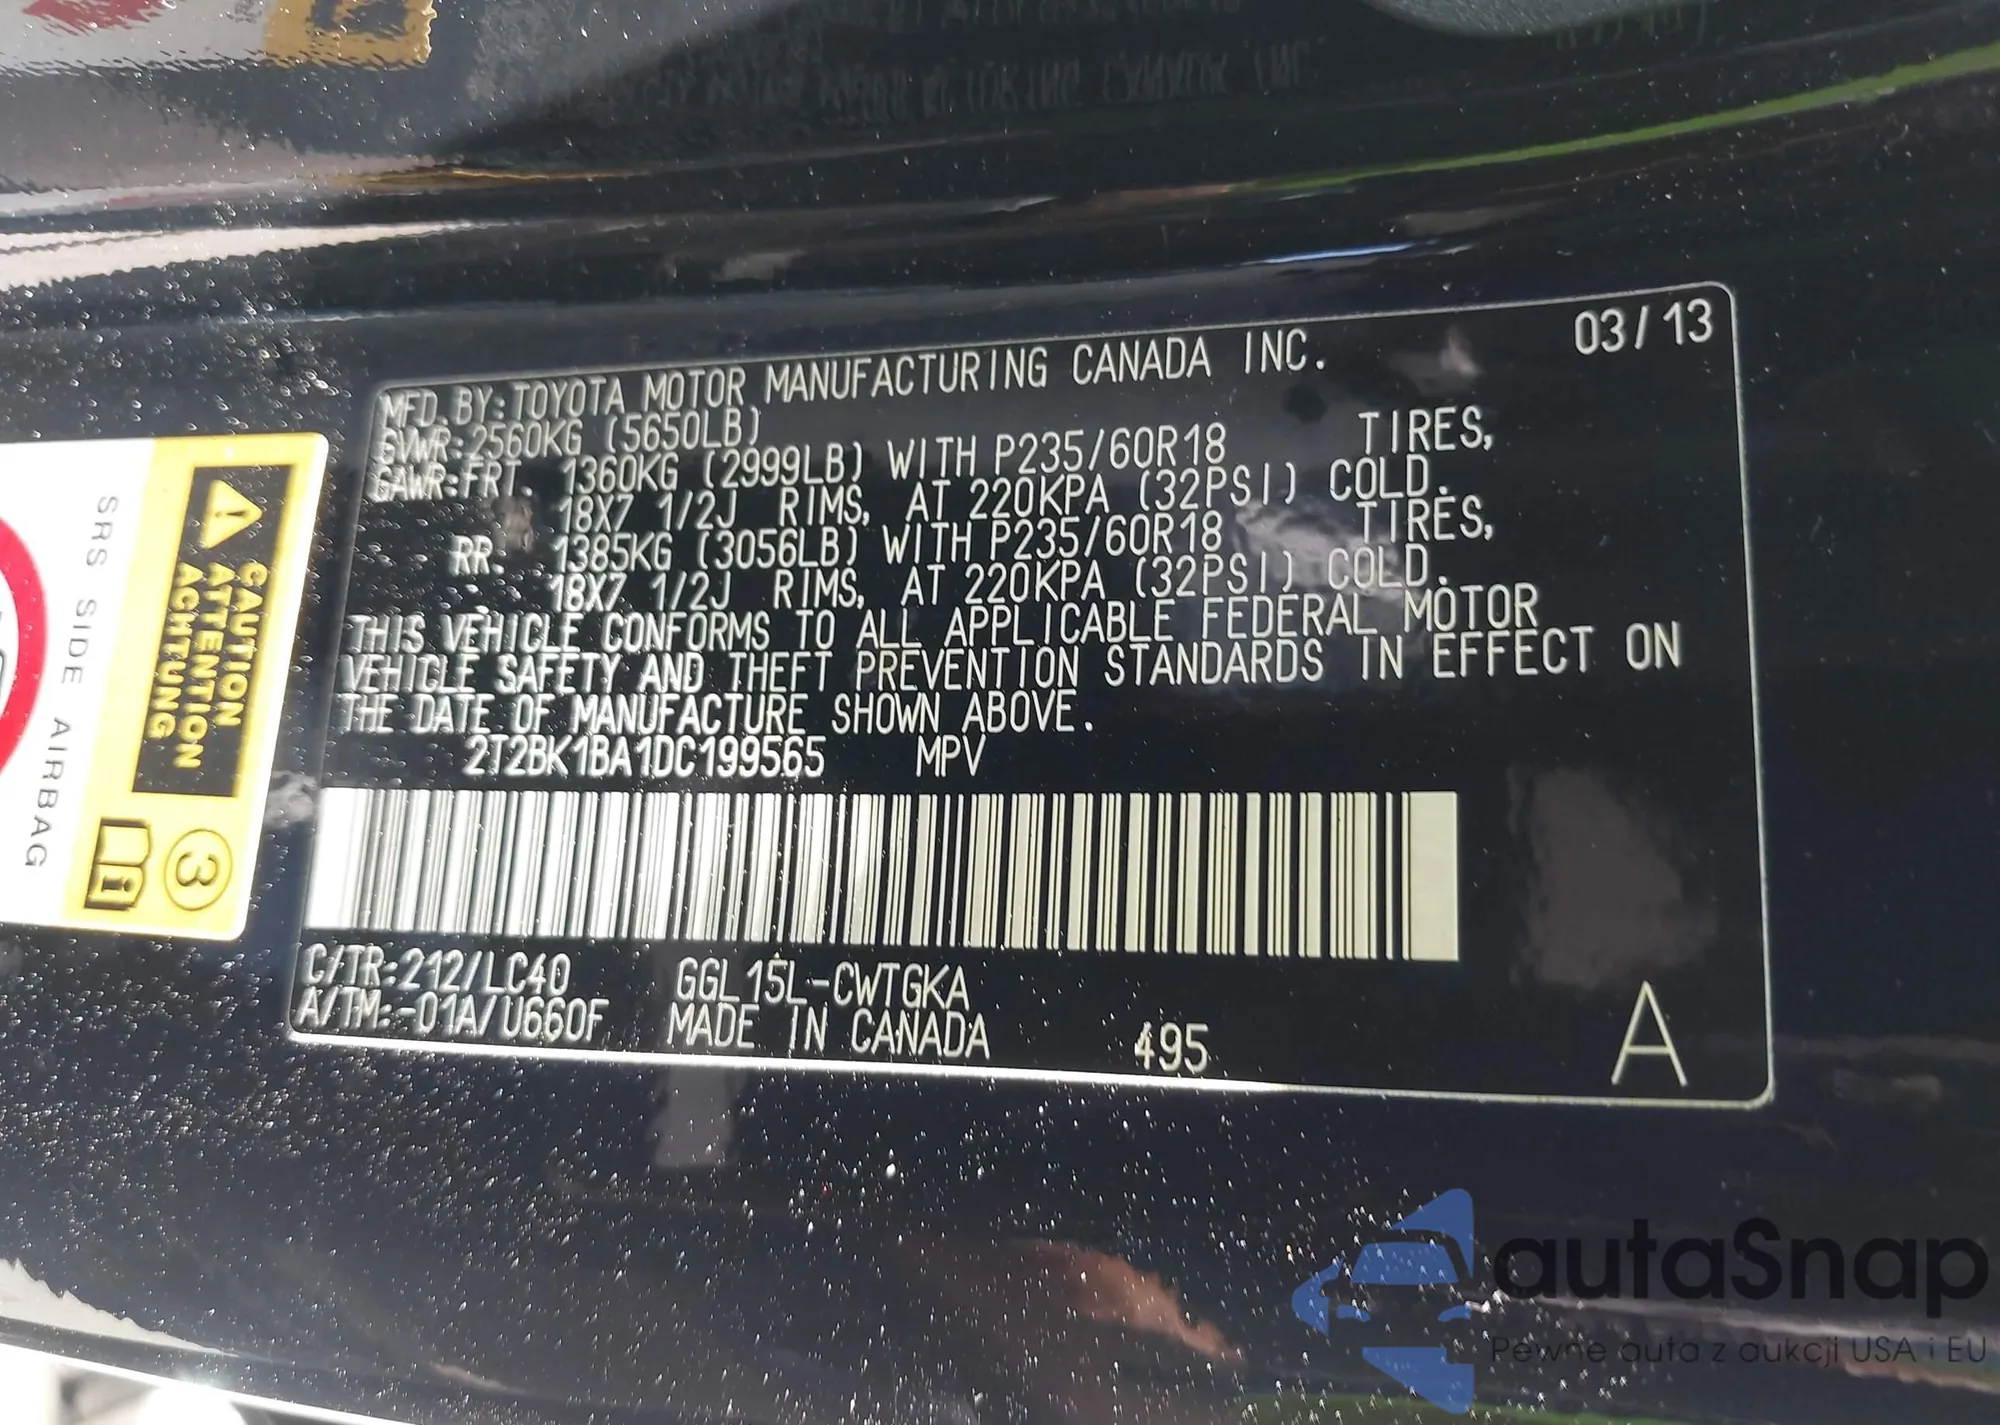 MFD. BY: TOYOTA MOTOR MANUFACTURING CANADA INC. 03/13
GVWR: 2560KG (5650LB)
GAWR: FRT. 1360KG (2999LB) WITH P235/60R18 TIRES,
18X7 1/2J RIMS, AT 220KPA (32PSI) COLD.
RR. 1385KG (3056LB) WITH P235/60R18 TIRES,
18X7 1/2J RIMS, AT 220KPA (32PSI) COLD.
THIS VEHICLE CONFORMS TO ALL APPLICABLE FEDERAL MOTOR
VEHICLE SAFETY AND THEFT PREVENTION STANDARDS IN EFFECT ON
THE DATE OF MANUFACTURE SHOWN ABOVE.
2T2BK1BA1DC199565 MPV
C/TR: 212/LC40 GGL15L-CWTGKA
A/TM: -01A/U660F MADE IN CANADA 495 A
CAUTION
ATTENTION
ACHTUNG
3
SRS SIDE AIRBAG
autaSnap
Pewne auta z aukcji USA i EU